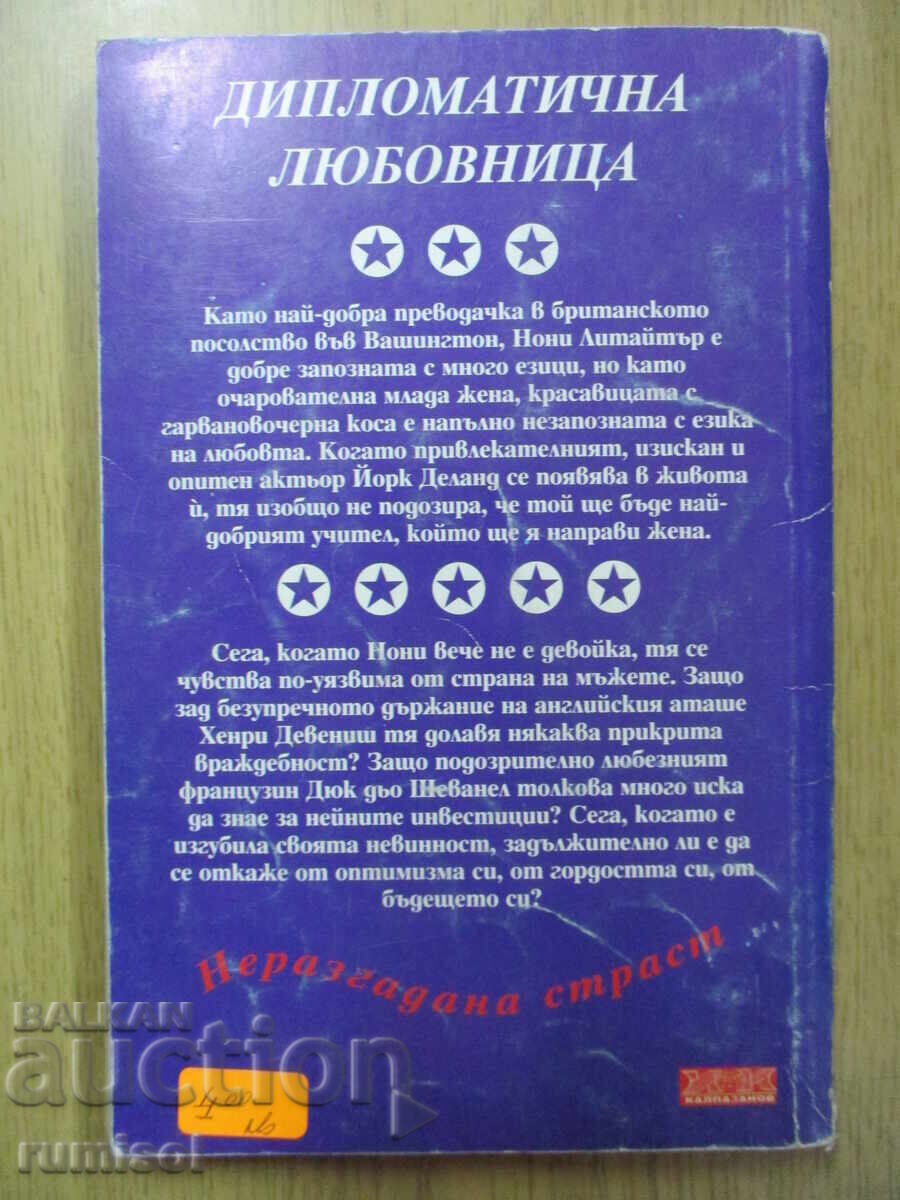 ДИПЛОМАТИЧНА
ЛЮБОВНИЦА
Като най-добра преводачка в британското
посолство във Вашингтон, Нони Литайтър е
добре запозната с много езици, но като
очарователна млада жена, красавицата с
гарвановочерна коса е напълно незапозната с езика
на любовта. Когато привлекателният, изискан и
опитен актьор Йорк Деланд се появява в живота
ѝ, тя изобщо не подозира, че той ще бъде най-
добрият учител, който ще я направи жена.
Сега, когато Нони вече не е девойка, тя се
чувства по-уязвима от страна на мъжете. Защо
зад безупречното държание на английския аташе
Хенри Девениш тя долавя някаква прикрита
враждебност? Защо подозрително любезният
французин Дюк дьо Шеванел толкова много иска
да знае за нейните инвестиции? Сега, когато е
изгубила своята невинност, задължително ли е да
се откаже от оптимизма си, от гордостта си, от
бъдещето си?
Неразгадана страст ...
BALKAN
auction
rumisol
КАЛПАЗАНОВ